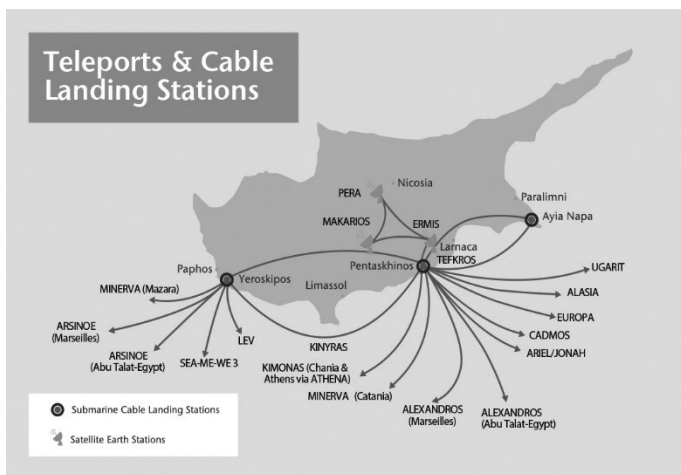 Teleports & Cable
Landing Stations
PERA
Nicosia
Paralimni
MAKARIOS
ERMIS
Ayia Napa
Larnaca
TEFKROS
Paphos
Pentaskhinos
UGARIT
Yeroskipos
Limassol
MINERVA (Mazara)
ALASIA
EUROPA
ARSINOE
(Marseilles)
LEV
CADMOS
KINYRAS
ARIEL/JONAH
ARSINOE
(Abu Talat-Egypt)
SEA-ME-WE 3
KIMONAS (Chania &
Athens via ATHENA)
MINERVA (Catania)
ALEXANDROS
(Marseilles)
ALEXANDROS
(Abu Talat-Egypt)
Submarine Cable Landing Stations
Satellite Earth Stations